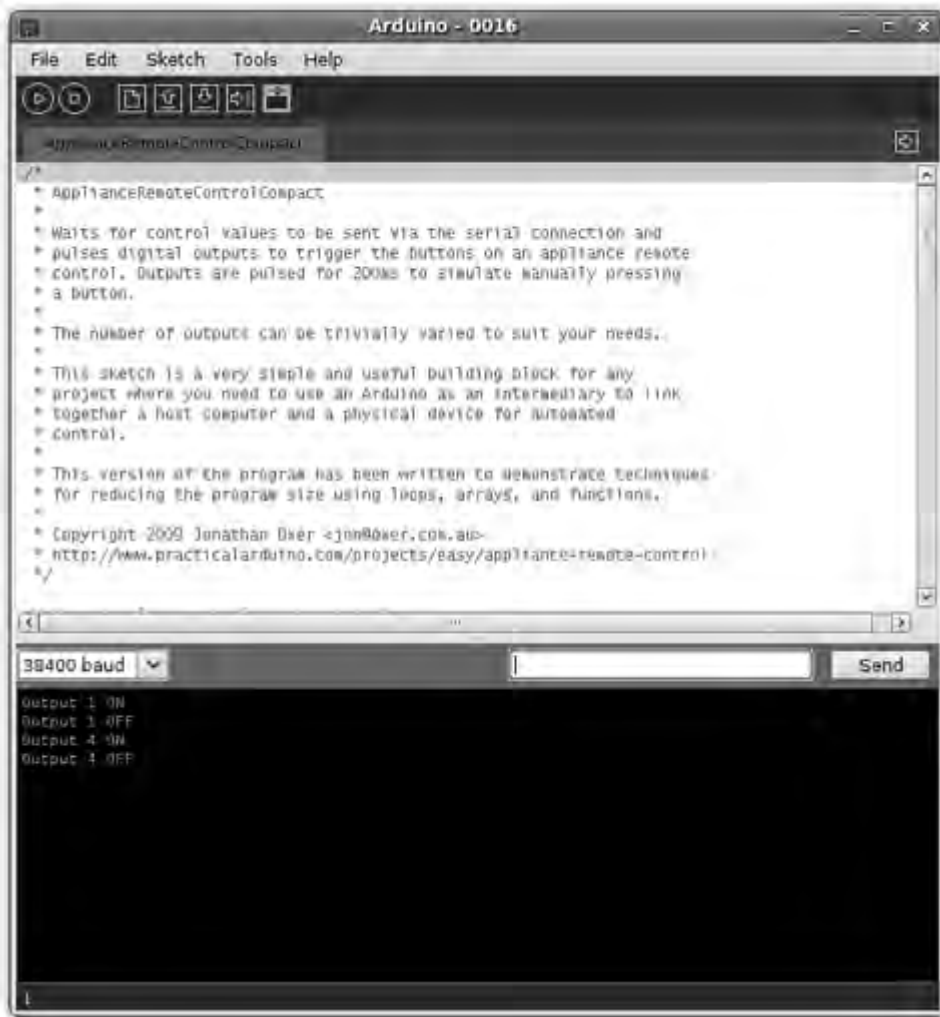 Arduino - 0016
File Edit Sketch Tools Help
ApplianceRemoteControlCompact
/*
* ApplianceRemoteControlCompact
*
* Waits for control values to be sent via the serial connection and
* pulses digital outputs to trigger the buttons on an appliance remote
* control. Outputs are pulsed for 200ms to simulate manually pressing
* a button.
*
* The number of outputs can be trivially varied to suit your needs.
*
* This sketch is a very simple and useful building block for any
* project where you need to use an Arduino as an intermediary to link
* together a host computer and a physical device for automated
* control.
*
* This version of the program has been written to demonstrate techniques
* for reducing the program size using loops, arrays, and functions.
*
* Copyright 2009 Jonathan Oxer <jon@oxer.com.au>
* http://www.practicalarduino.com/projects/easy/appliance-remote-control
*/
38400 baud
Send
Output 1 ON
Output 1 OFF
Output 4 ON
Output 4 OFF
1